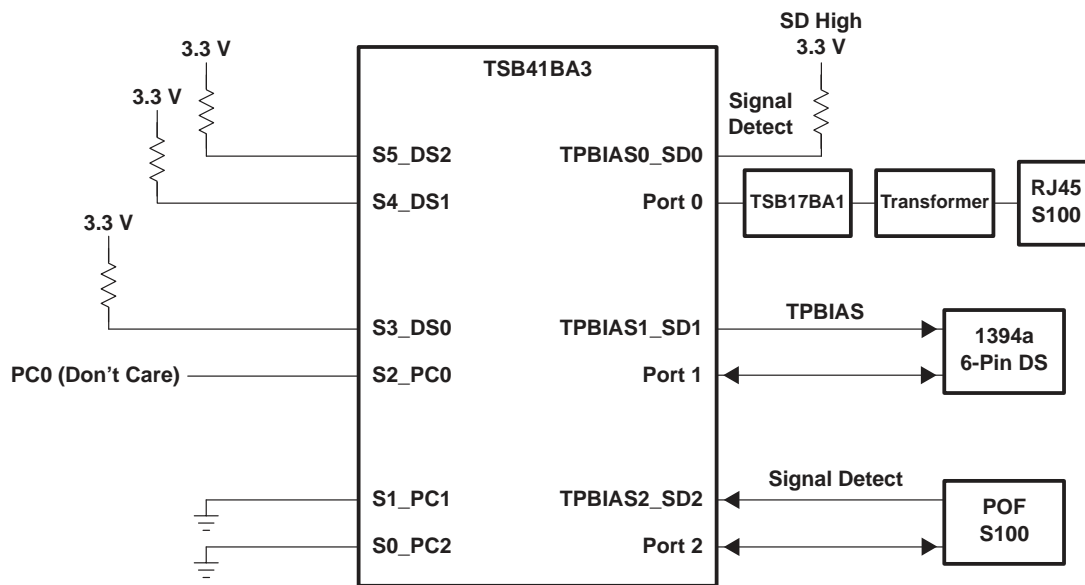 SD High
3.3 V
3.3 V
TSB41BA3
3.3 V
Signal
Detect
S5_DS2
TPBIAS0_SD0
S4_DS1
Port 0
TSB17BA1
Transformer
RJ45
S100
3.3 V
S3_DS0
TPBIAS1_SD1
TPBIAS
1394a
6-Pin DS
PC0 (Don't Care)
S2_PC0
Port 1
S1_PC1
TPBIAS2_SD2
Signal Detect
POF
S100
S0_PC2
Port 2